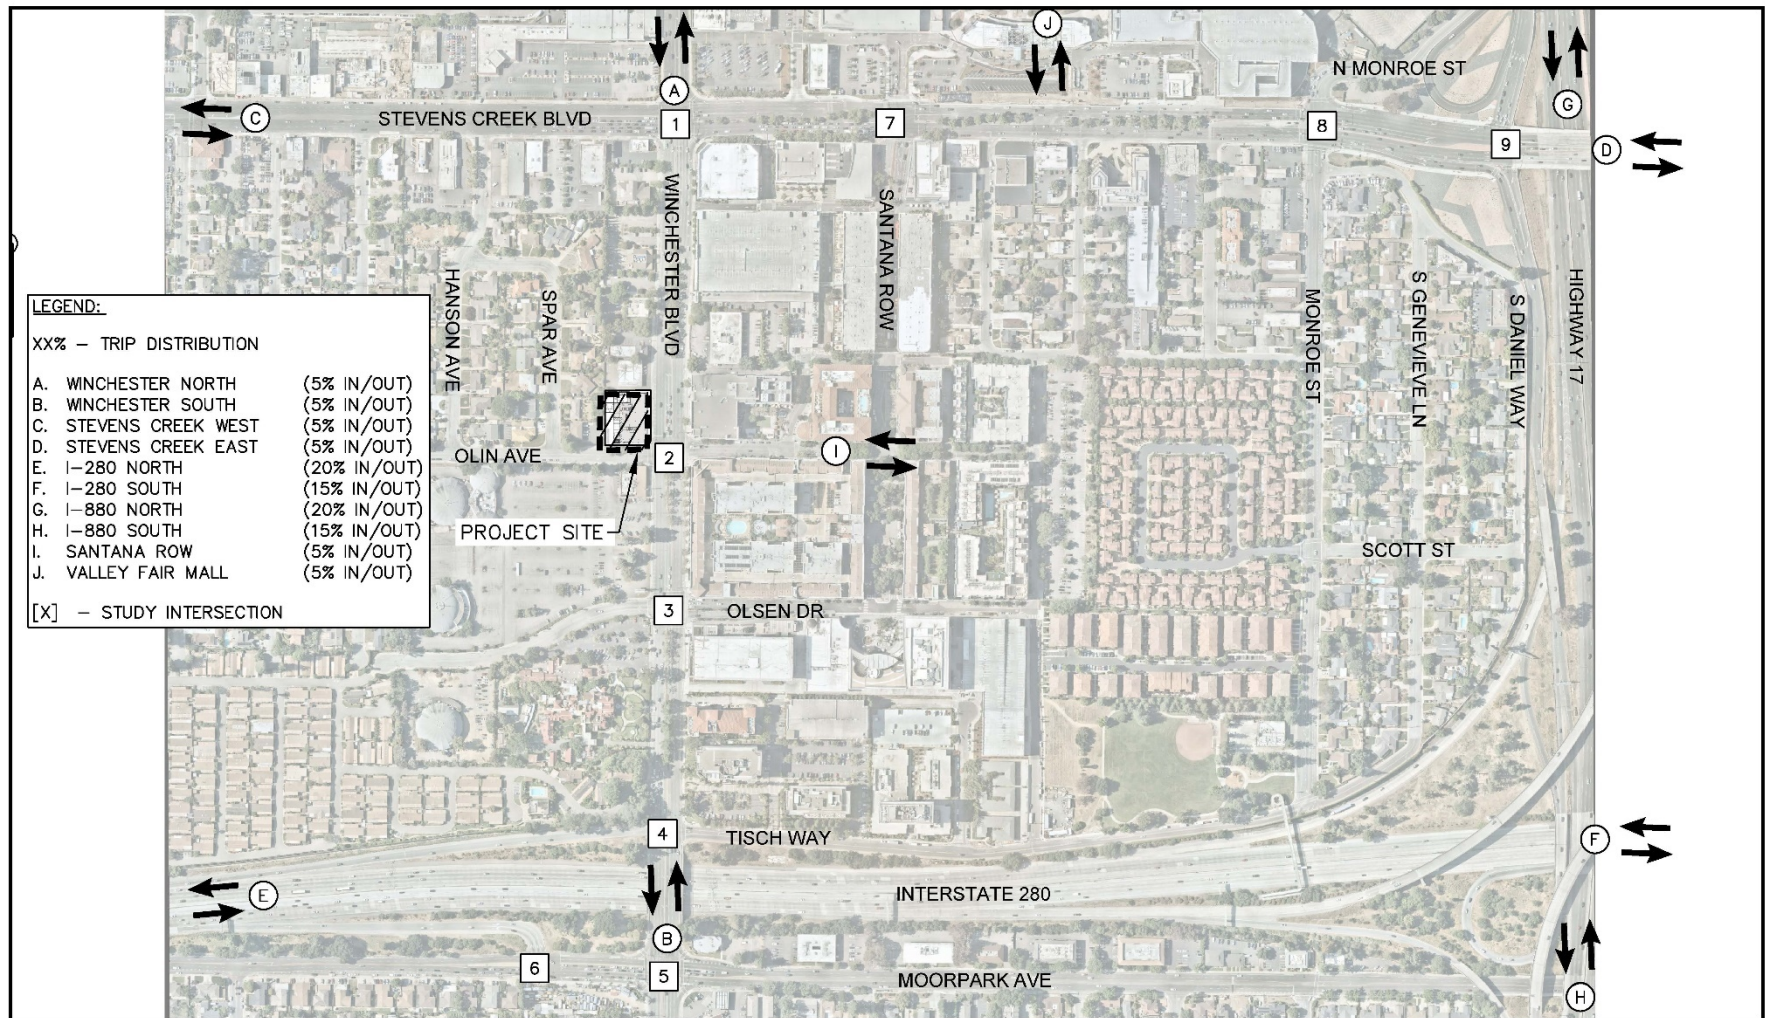 J
N MONROE ST
A
G
C
STEVENS CREEK BLVD
1
7
8
9
D
WINCHESTER BLVD
SANTANA ROW
HANSON AVE
SPAR AVE
MONROE ST
S GENEVIEVE LN
S DANIEL WAY
HIGHWAY 17
LEGEND:
XX% – TRIP DISTRIBUTION
A. WINCHESTER NORTH (5% IN/OUT)
B. WINCHESTER SOUTH (5% IN/OUT)
C. STEVENS CREEK WEST (5% IN/OUT)
D. STEVENS CREEK EAST (5% IN/OUT)
E. I-280 NORTH (20% IN/OUT)
F. I-280 SOUTH (15% IN/OUT)
G. I-880 NORTH (20% IN/OUT)
H. I-880 SOUTH (15% IN/OUT)
I. SANTANA ROW (5% IN/OUT)
J. VALLEY FAIR MALL (5% IN/OUT)
[X] – STUDY INTERSECTION
OLIN AVE
2
I
PROJECT SITE
SCOTT ST
3
OLSEN DR
4
TISCH WAY
F
E
INTERSTATE 280
B
6
5
MOORPARK AVE
H